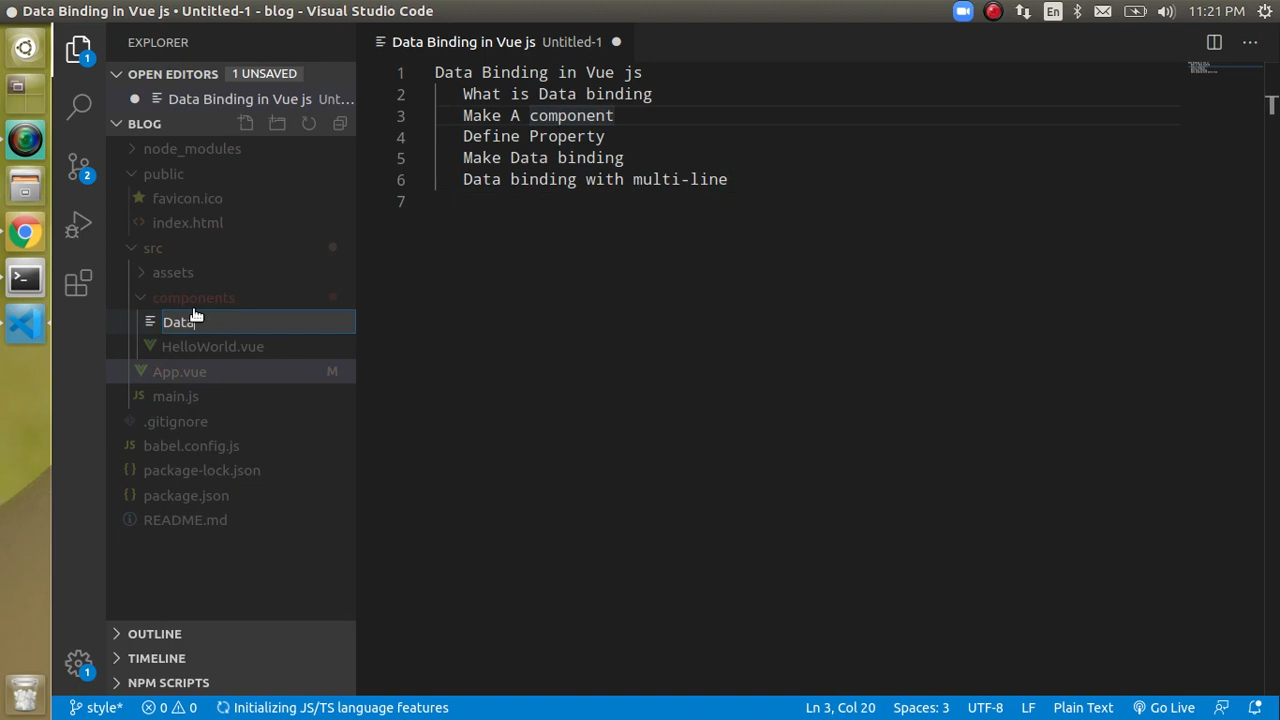 Data Binding in Vue js • Untitled-1 - blog - Visual Studio Code
En
11:21 PM
EXPLORER
OPEN EDITORS
1 UNSAVED
Data Binding in Vue js Unt...
BLOG
node_modules
public
favicon.ico
index.html
src
assets
components
Data
HelloWorld.vue
App.vue M
JS main.js
.gitignore
JS babel.config.js
{} package-lock.json
{} package.json
README.md
OUTLINE
TIMELINE
NPM SCRIPTS
1
2
1
Data Binding in Vue js Untitled-1
1 Data Binding in Vue js
2 What is Data binding
3 Make A component
4 Define Property
5 Make Data binding
6 Data binding with multi-line
7
style* 0 0 Initializing JS/TS language features
Ln 3, Col 20 Spaces: 3 UTF-8 LF Plain Text Go Live